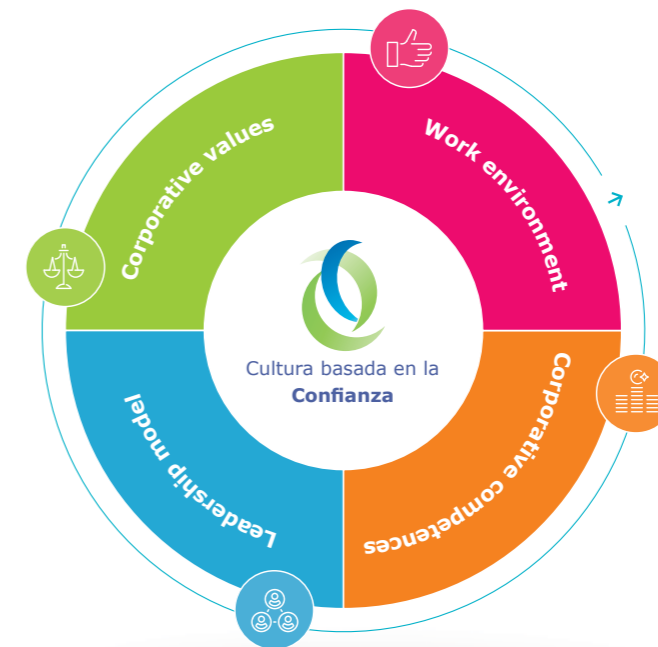 Corporative values
Work environment
Cultura basada en la
Confianza
Leadership model
Corporative competences